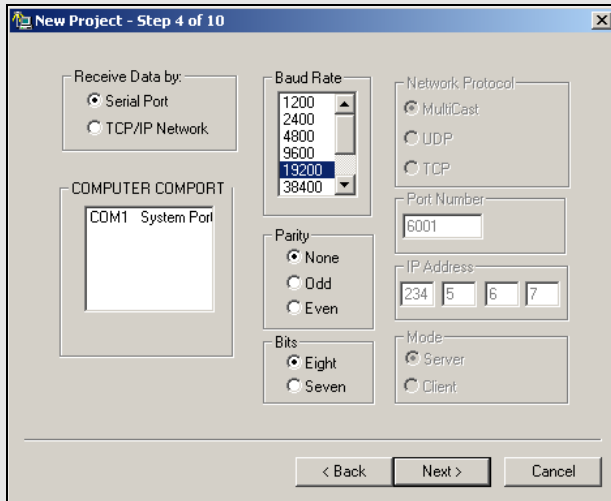 New Project - Step 4 of 10
Receive Data by:
Serial Port
TCP/IP Network
COMPUTER COMPORT
COM1 System Port
Baud Rate
1200
2400
4800
9600
19200
38400
Parity
None
Odd
Even
Bits
Eight
Seven
Network Protocol
MultiCast
UDP
TCP
Port Number
6001
IP Address
234 5 6 7
Mode
Server
Client
< Back
Next >
Cancel